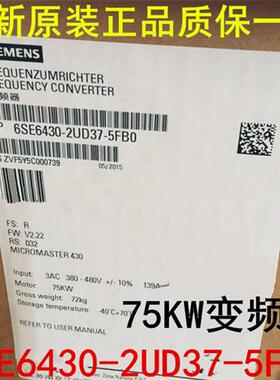 新原装正品质保一
SIEMENS
EQUENZUMRICHTER
EQUENCY CONVERTER
频器
P 6SE6430-2UD37-5FB0
S ZVF5Y5C000739
05/2015
FS: R
FW: V2.22
RS: 032
MICROMASTER 430
Input: 3AC 380 - 480V +/- 10% 139A
Motor: 75KW
Gross weight: 72kg
Storage temperature: -40°C +70°C
REFER TO USER MANUAL
75KW变频
SE6430-2UD37-5F